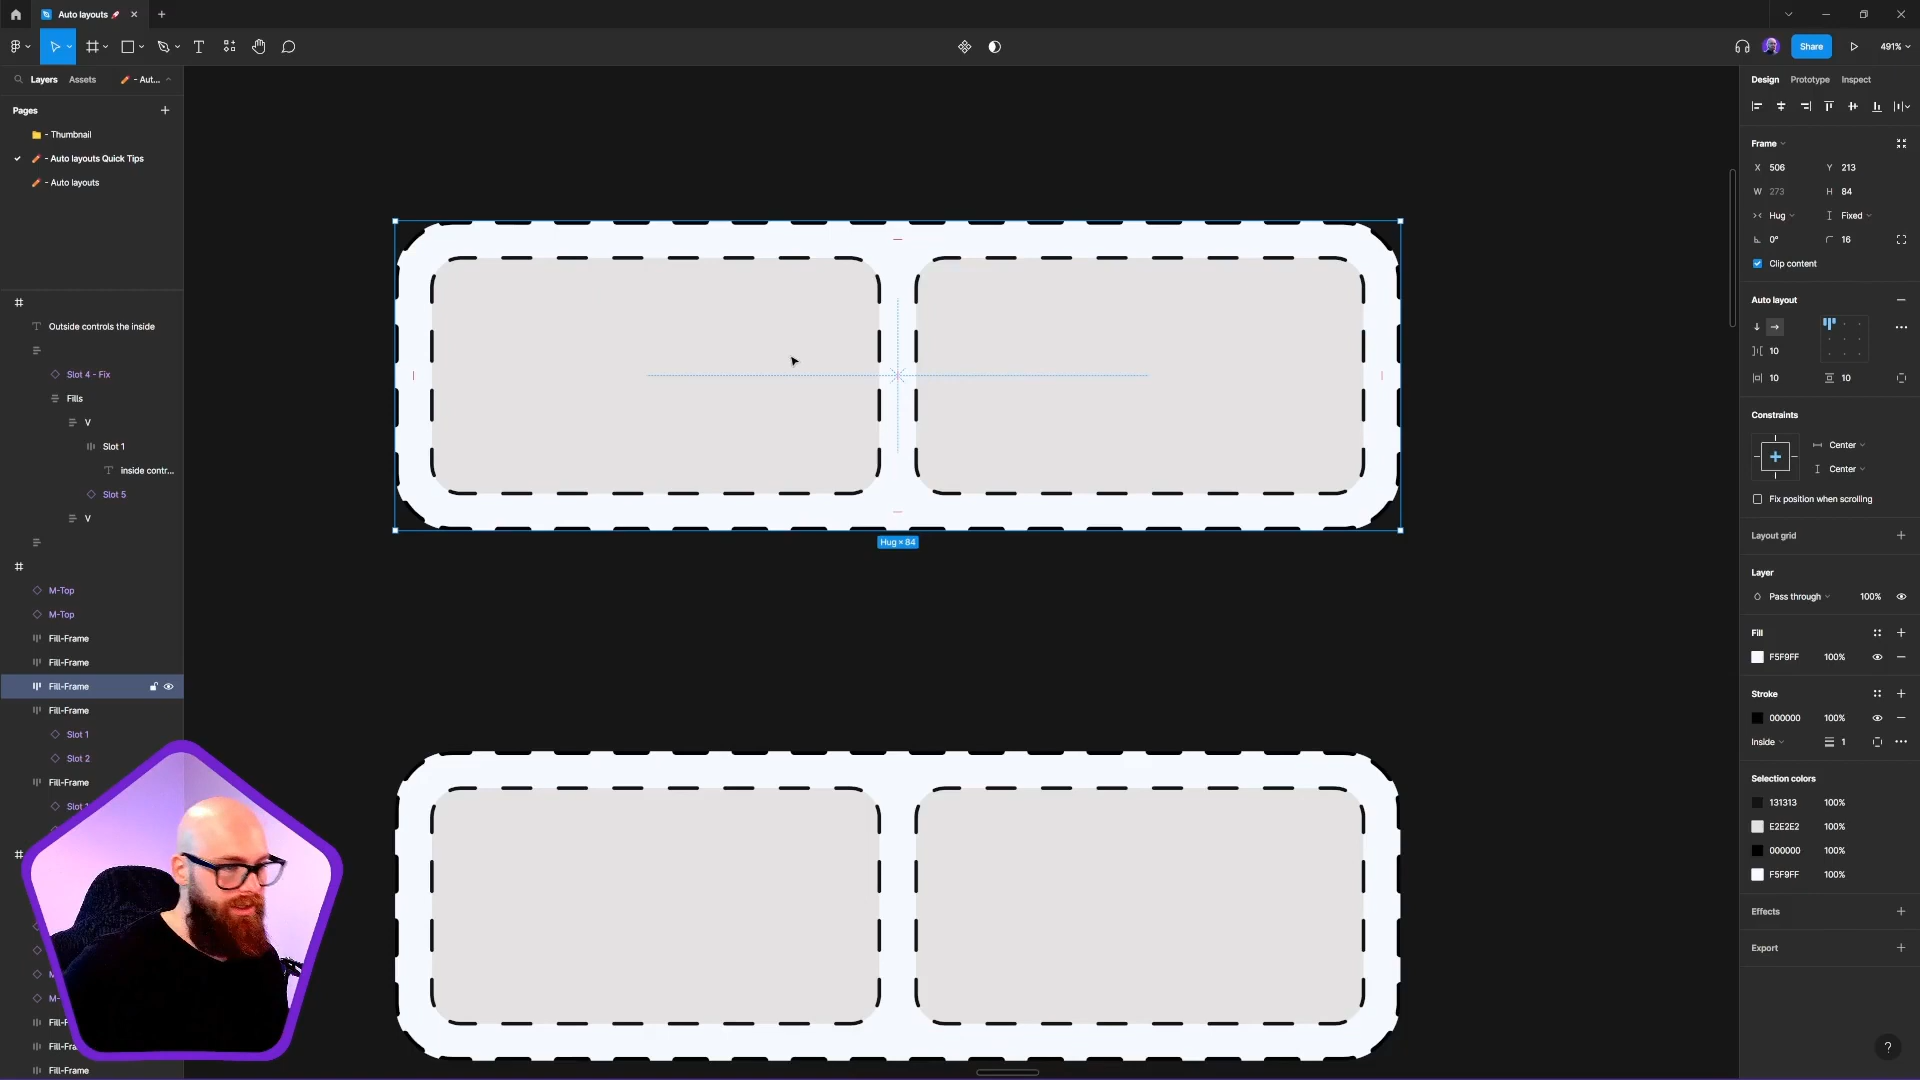 Auto layouts
Share
491%
Layers
Assets
- Aut...
Pages
- Thumbnail
- Auto layouts Quick Tips
- Auto layouts
Outside controls the inside
Slot 4 - Fix
Fills
V
Slot 1
inside contr...
Slot 5
V
M-Top
M-Top
Fill-Frame
Fill-Frame
Fill-Frame
Fill-Frame
Slot 1
Slot 2
Fill-Frame
Fill-Frame
Hug × 84
Design
Prototype
Inspect
Frame
X 506
Y 213
W 273
H 84
Hug
Fixed
0°
16
Clip content
Auto layout
10
10
10
Constraints
Center
Center
Fix position when scrolling
Layout grid
Layer
Pass through
100%
Fill
F5F9FF 100%
Stroke
000000 100%
Inside
1
Selection colors
131313 100%
E2E2E2 100%
000000 100%
F5F9FF 100%
Effects
Export
?